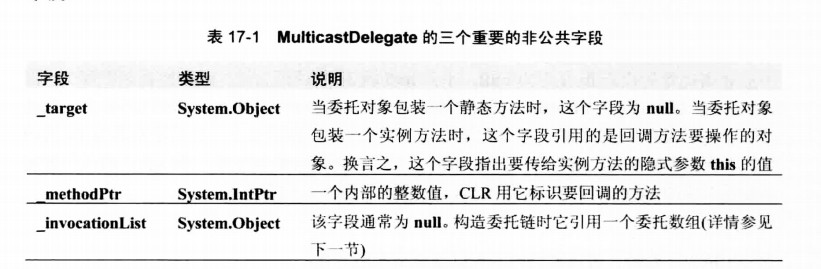 表 17-1 MulticastDelegate 的三个重要的非公共字段
字段 类型 说明
_target System.Object 当委托对象包装一个静态方法时，这个字段为 null。当委托对象
包装一个实例方法时，这个字段引用的是回调方法要操作的对
象。换言之，这个字段指出要传给实例方法的隐式参数 this 的值
_methodPtr System.IntPtr 一个内部的整数值，CLR 用它标识要回调的方法
_invocationList System.Object 该字段通常为 null。构造委托链时它引用一个委托数组(详情参见
下一节)